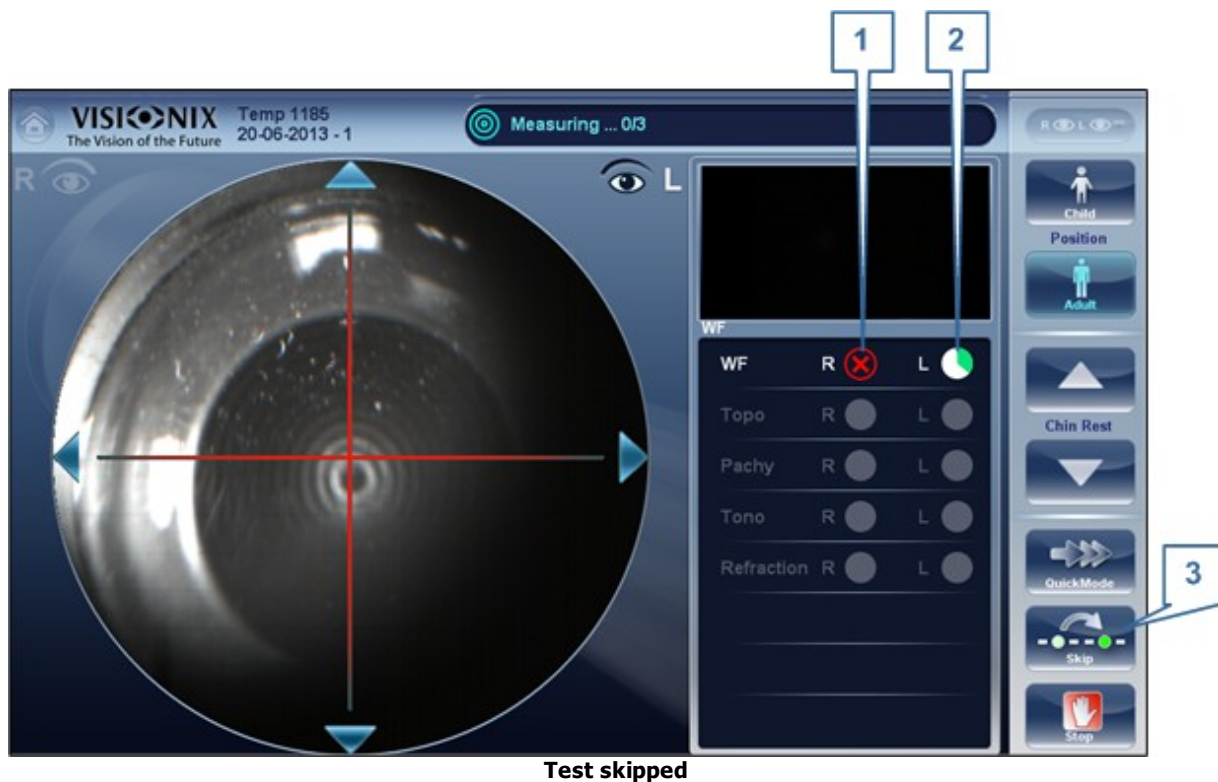 1 2
VISIONIX
The Vision of the Future
Temp 1185
20-06-2013 - 1
Measuring ... 0/3
R L
R L
WF
WF R L
Topo R L
Pachy R L
Tono R L
Refraction R L
Child
Position
Adult
Chin Rest
QuickMode
3
Skip
Stop
Test skipped